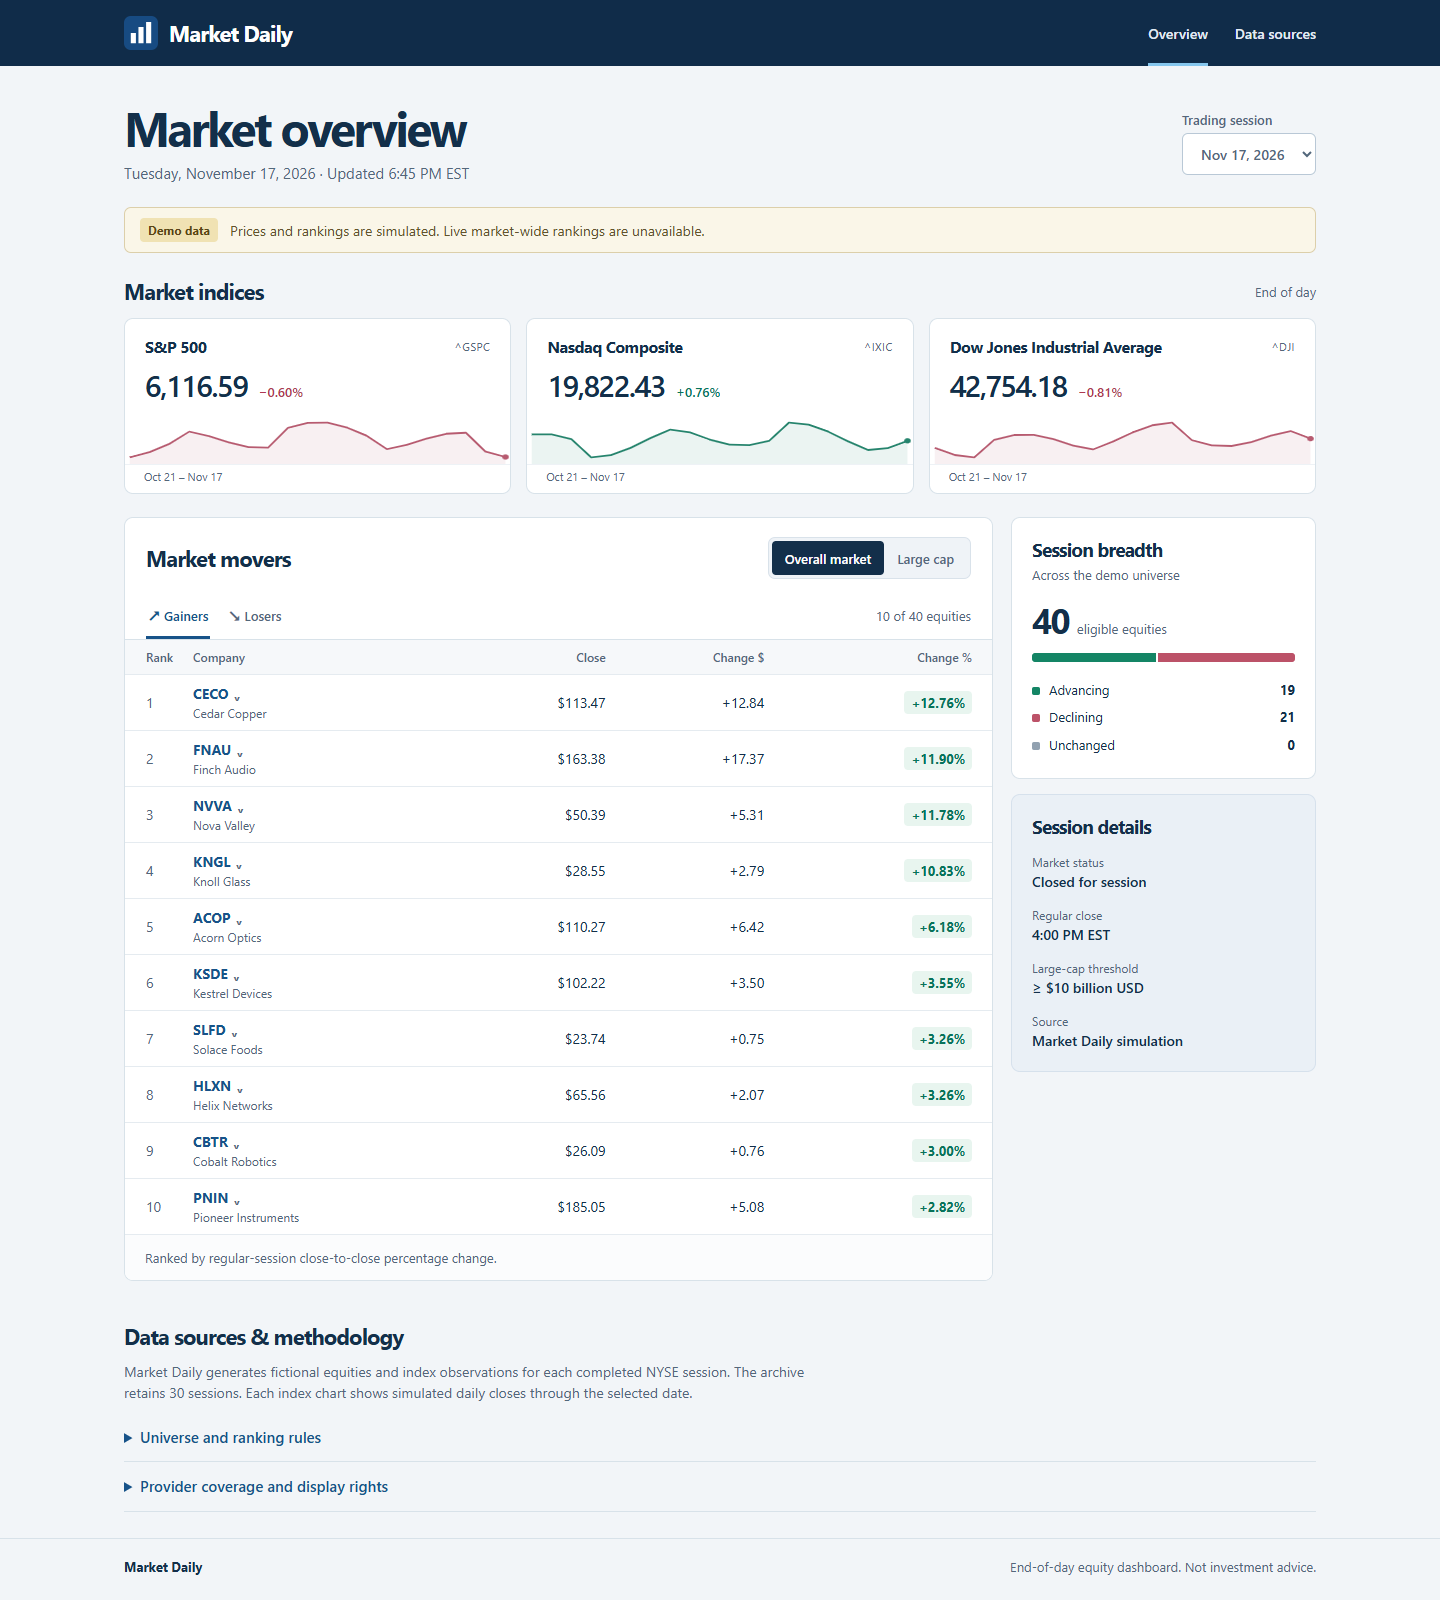 Market Daily
Overview
Data sources
Market overview
Trading session
Nov 17, 2026
Tuesday, November 17, 2026 · Updated 6:45 PM EST
Demo data Prices and rankings are simulated. Live market-wide rankings are unavailable.
Market indices
End of day
S&P 500 ^GSPC
6,116.59 −0.60%
Oct 21 – Nov 17
Nasdaq Composite ^IXIC
19,822.43 +0.76%
Oct 21 – Nov 17
Dow Jones Industrial Average ^DJI
42,754.18 −0.81%
Oct 21 – Nov 17
Market movers
Overall market Large cap
↗ Gainers ↘ Losers
10 of 40 equities
Rank Company Close Change $ Change %
1 CECO v $113.47 +12.84 +12.76%
Cedar Copper
2 FNAU v $163.38 +17.37 +11.90%
Finch Audio
3 NVVA v $50.39 +5.31 +11.78%
Nova Valley
4 KNGL v $28.55 +2.79 +10.83%
Knoll Glass
5 ACOP v $110.27 +6.42 +6.18%
Acorn Optics
6 KSDE v $102.22 +3.50 +3.55%
Kestrel Devices
7 SLFD v $23.74 +0.75 +3.26%
Solace Foods
8 HLXN v $65.56 +2.07 +3.26%
Helix Networks
9 CBTR v $26.09 +0.76 +3.00%
Cobalt Robotics
10 PNIN v $185.05 +5.08 +2.82%
Pioneer Instruments
Ranked by regular-session close-to-close percentage change.
Session breadth
Across the demo universe
40 eligible equities
Advancing 19
Declining 21
Unchanged 0
Session details
Market status
Closed for session
Regular close
4:00 PM EST
Large-cap threshold
≥ $10 billion USD
Source
Market Daily simulation
Data sources & methodology
Market Daily generates fictional equities and index observations for each completed NYSE session. The archive
retains 30 sessions. Each index chart shows simulated daily closes through the selected date.
Universe and ranking rules
Provider coverage and display rights
Market Daily
End-of-day equity dashboard. Not investment advice.